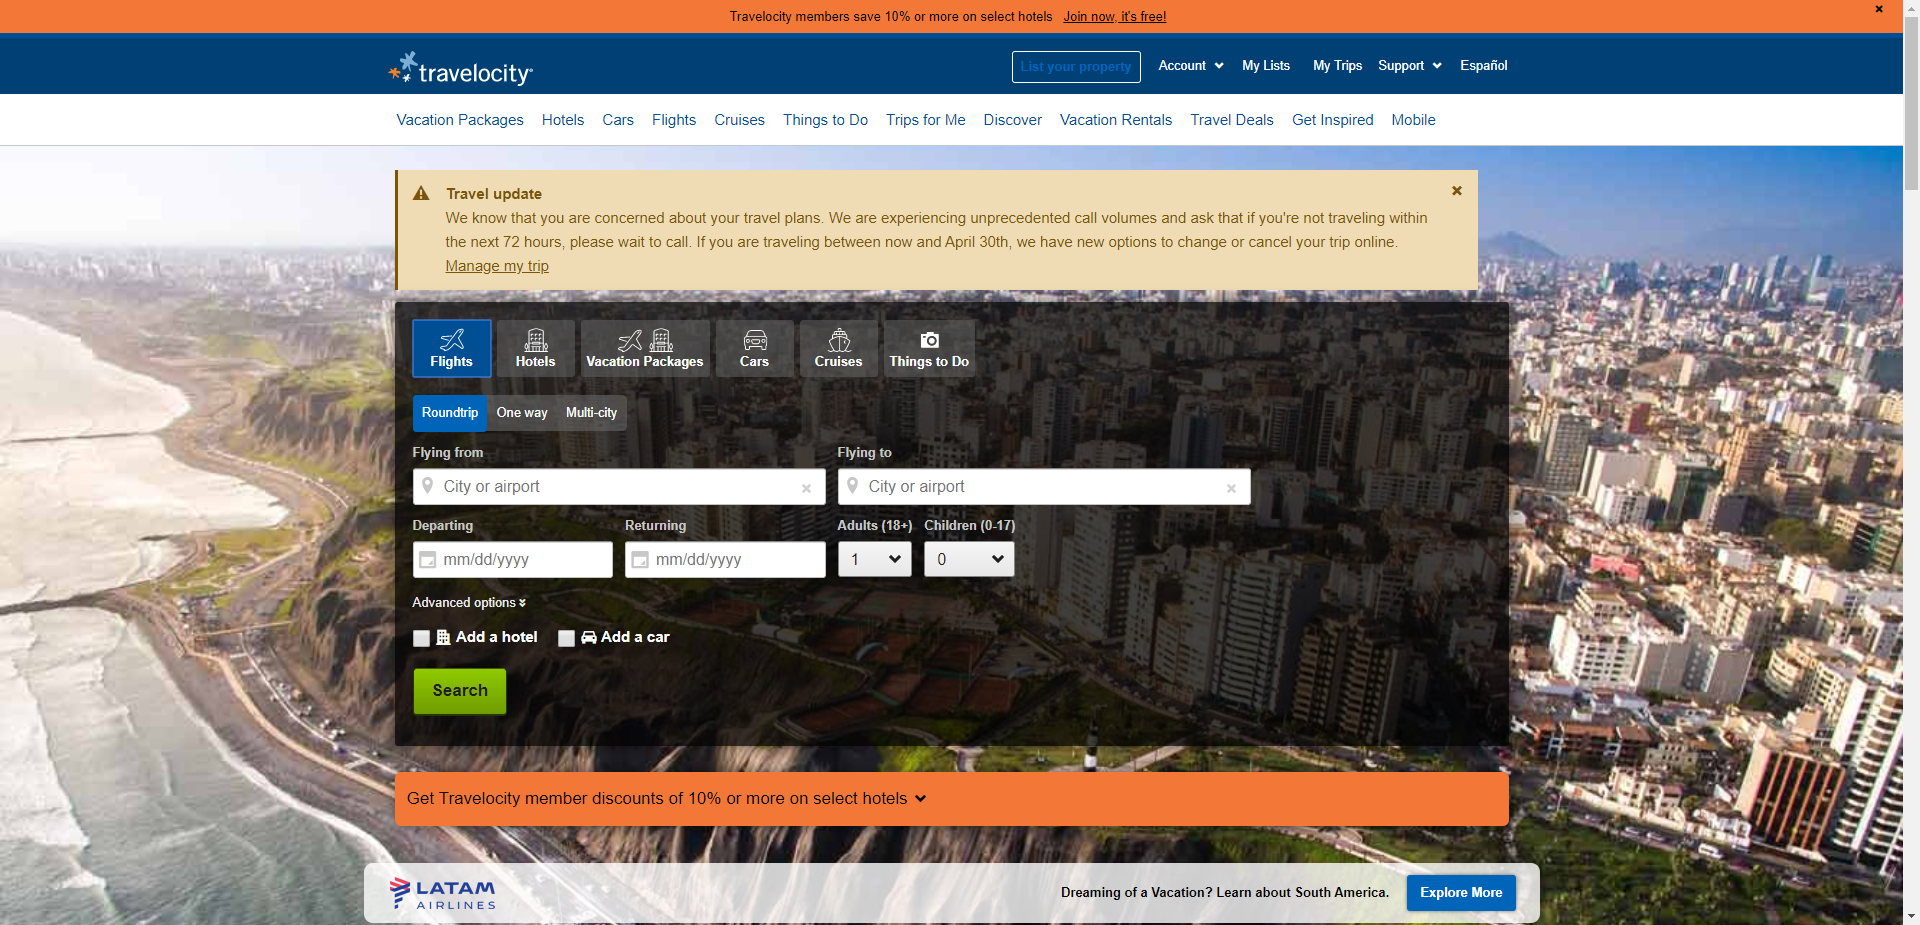 Travelocity members save 10% or more on select hotels Join now, it's free!
travelocity
List your property Account My Lists My Trips Support Español
Vacation Packages Hotels Cars Flights Cruises Things to Do Trips for Me Discover Vacation Rentals Travel Deals Get Inspired Mobile
Travel update
We know that you are concerned about your travel plans. We are experiencing unprecedented call volumes and ask that if you're not traveling within
the next 72 hours, please wait to call. If you are traveling between now and April 30th, we have new options to change or cancel your trip online.
Manage my trip
Flights Hotels Vacation Packages Cars Cruises Things to Do
Roundtrip One way Multi-city
Flying from Flying to
City or airport City or airport
Departing Returning Adults (18+) Children (0-17)
mm/dd/yyyy mm/dd/yyyy 1 0
Advanced options
Add a hotel Add a car
Search
Get Travelocity member discounts of 10% or more on select hotels
LATAM
AIRLINES
Dreaming of a Vacation? Learn about South America. Explore More